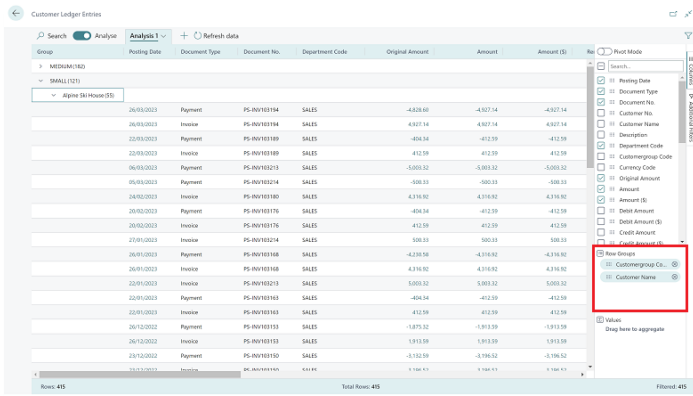 Customer Ledger Entries
Search Analyse Analysis 1 Refresh data
Group Posting Date Document Type Document No. Department Code Original Amount Amount Amount ($)
MEDIUM (182)
SMALL (121)
Alpine Ski House (55)
26/03/2023 Payment PS-INV103194 SALES -4,828.60 -4,927.14 -4,927.14
26/03/2023 Invoice PS-INV103194 SALES 4,927.14 4,927.14 4,927.14
22/03/2023 Payment PS-INV103189 SALES -404.34 -412.59 -412.59
22/03/2023 Invoice PS-INV103189 SALES 412.59 412.59 412.59
06/03/2023 Payment PS-INV103213 SALES -5,003.32 -5,003.32 -5,003.32
05/03/2023 Payment PS-INV103214 SALES -500.33 -500.33 -500.33
24/02/2023 Invoice PS-INV103180 SALES 4,316.92 4,316.92 4,316.92
20/02/2023 Payment PS-INV103176 SALES -404.34 -412.59 -412.59
20/02/2023 Invoice PS-INV103176 SALES 412.59 412.59 412.59
27/01/2023 Invoice PS-INV103214 SALES 500.33 500.33 500.33
26/01/2023 Payment PS-INV103168 SALES -4,230.58 -4,316.92 -4,316.92
26/01/2023 Invoice PS-INV103168 SALES 4,316.92 4,316.92 4,316.92
22/01/2023 Invoice PS-INV103213 SALES 5,003.32 5,003.32 5,003.32
22/01/2023 Payment PS-INV103163 SALES -404.34 -412.59 -412.59
22/01/2023 Invoice PS-INV103163 SALES 412.59 412.59 412.59
26/12/2022 Payment PS-INV103153 SALES -1,875.32 -1,913.59 -1,913.59
26/12/2022 Invoice PS-INV103153 SALES 1,913.59 1,913.59 1,913.59
23/12/2022 Payment PS-INV103150 SALES -3,132.59 -3,196.52 -3,196.52
Rows: 415 Total Rows: 415 Filtered: 415
Pivot Mode
Search...
Posting Date
Document Type
Document No.
Customer No.
Customer Name
Description
Department Code
Customergroup Code
Currency Code
Original Amount
Amount
Amount ($)
Debit Amount
Debit Amount ($)
Credit Amount
Credit Amount ($)
Row Groups
Customergroup Co...
Customer Name
Values
Drag here to aggregate
Columns
Additional Filters